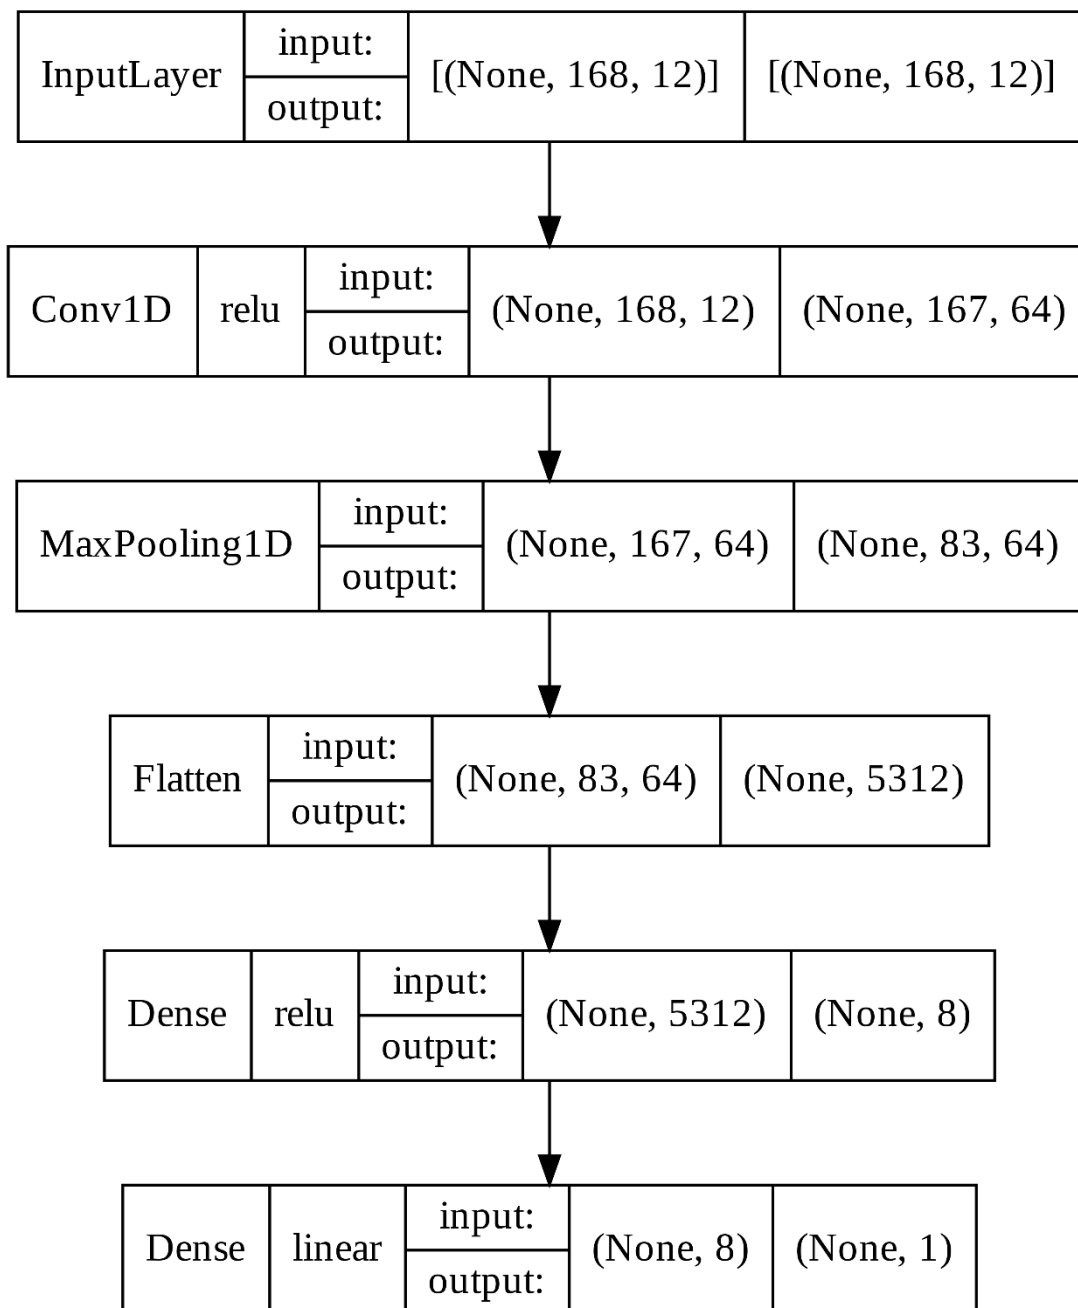 InputLayer
input:
output:
[(None, 168, 12)]
[(None, 168, 12)]
Conv1D
relu
input:
output:
(None, 168, 12)
(None, 167, 64)
MaxPooling1D
input:
output:
(None, 167, 64)
(None, 83, 64)
Flatten
input:
output:
(None, 83, 64)
(None, 5312)
Dense
relu
input:
output:
(None, 5312)
(None, 8)
Dense
linear
input:
output:
(None, 8)
(None, 1)